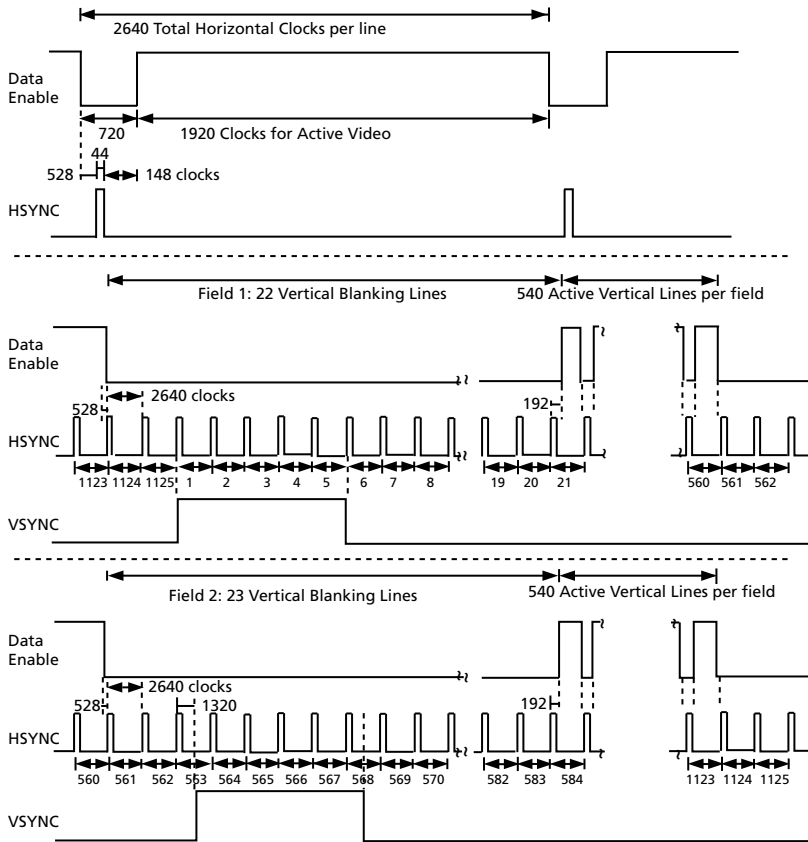 2640 Total Horizontal Clocks per line
Data
Enable
720
1920 Clocks for Active Video
44
528
148 clocks
HSYNC
Field 1: 22 Vertical Blanking Lines
540 Active Vertical Lines per field
Data
Enable
2640 clocks
528
192
HSYNC
1123 1124 1125 1 2 3 4 5 6 7 8 19 20 21 560 561 562
VSYNC
Field 2: 23 Vertical Blanking Lines
540 Active Vertical Lines per field
Data
Enable
2640 clocks
528
1320
192
HSYNC
560 561 562 563 564 565 566 567 568 569 570 582 583 584 1123 1124 1125
VSYNC